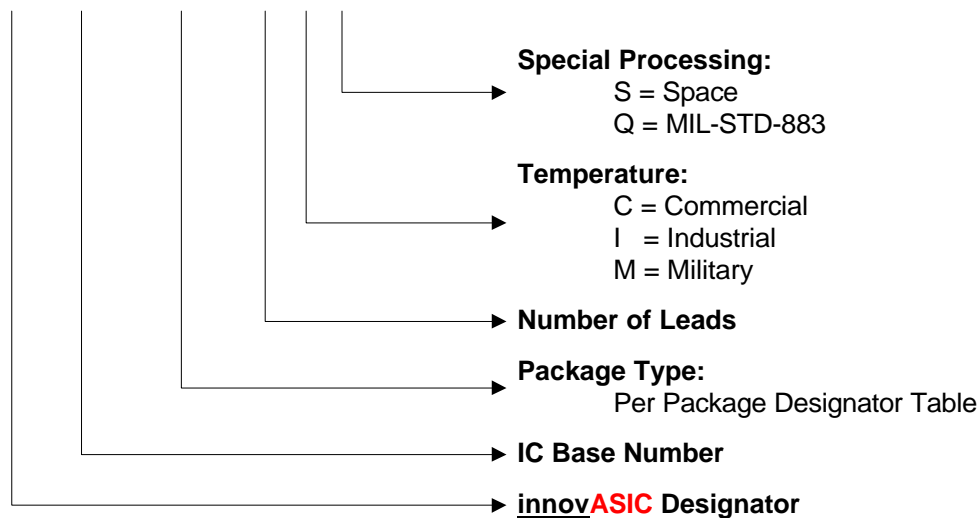 Special Processing:
S = Space
Q = MIL-STD-883
Temperature:
C = Commercial
I = Industrial
M = Military
Number of Leads
Package Type:
Per Package Designator Table
IC Base Number
innovASIC Designator